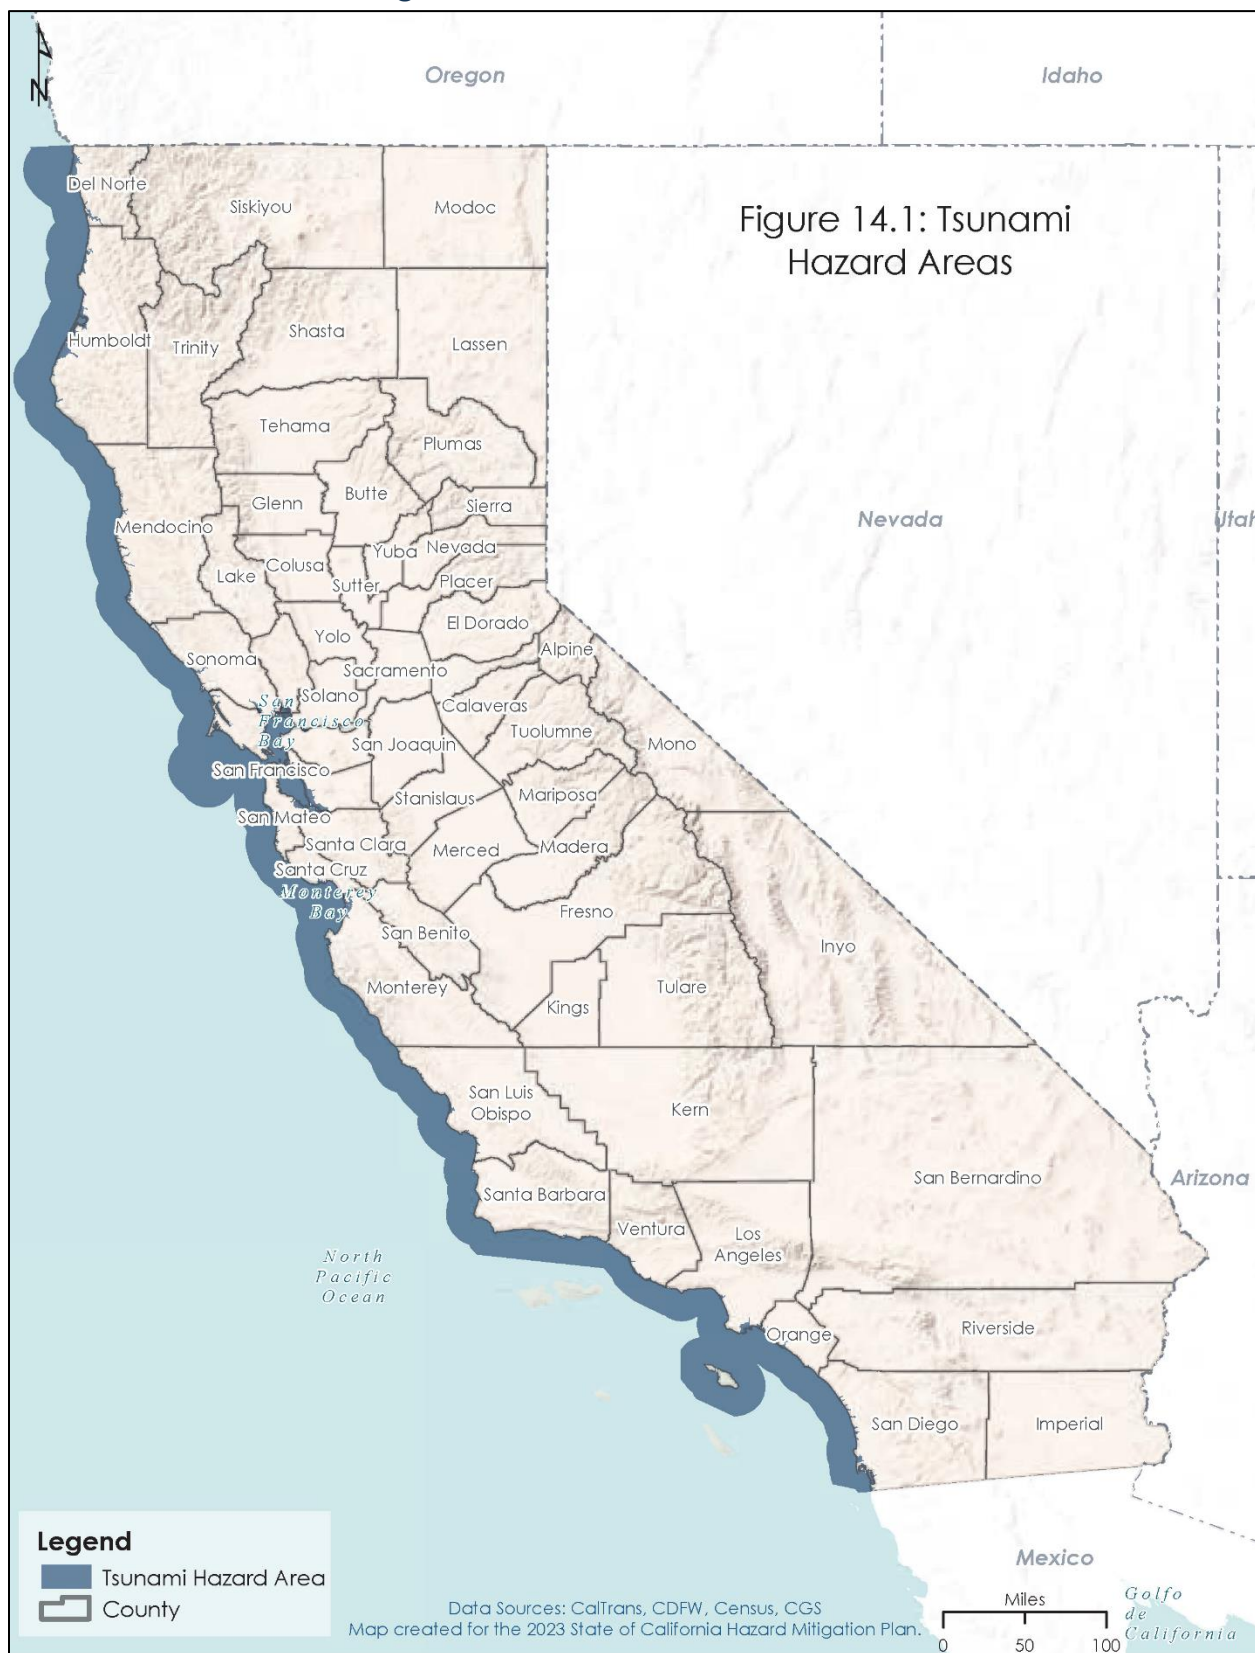 Oregon
Idaho
N
Del Norte
Siskiyou
Modoc
Figure 14.1: Tsunami
Hazard Areas
Humboldt
Trinity
Shasta
Lassen
Tehama
Plumas
Glenn
Butte
Sierra
Mendocino
Nevada
Utah
Colusa
Yuba
Nevada
Lake
Sutter
Placer
Yolo
El Dorado
Alpine
Sonoma
Sacramento
Solano
San
Francisco
Bay
Calaveras
Tuolumne
San Joaquin
Mono
San Francisco
Stanislaus
Mariposa
San Mateo
Santa Clara
Merced
Madera
Santa Cruz
Monterey
Bay
Fresno
San Benito
Inyo
Monterey
Kings
Tulare
San Luis
Obispo
Kern
San Bernardino
Arizona
Santa Barbara
Ventura
Los
Angeles
North
Pacific
Ocean
Orange
Riverside
San Diego
Imperial
Legend
Tsunami Hazard Area
County
Mexico
Golfo
de
California
Data Sources: CalTrans, CDFW, Census, CGS
Map created for the 2023 State of California Hazard Mitigation Plan.
Miles
0 50 100